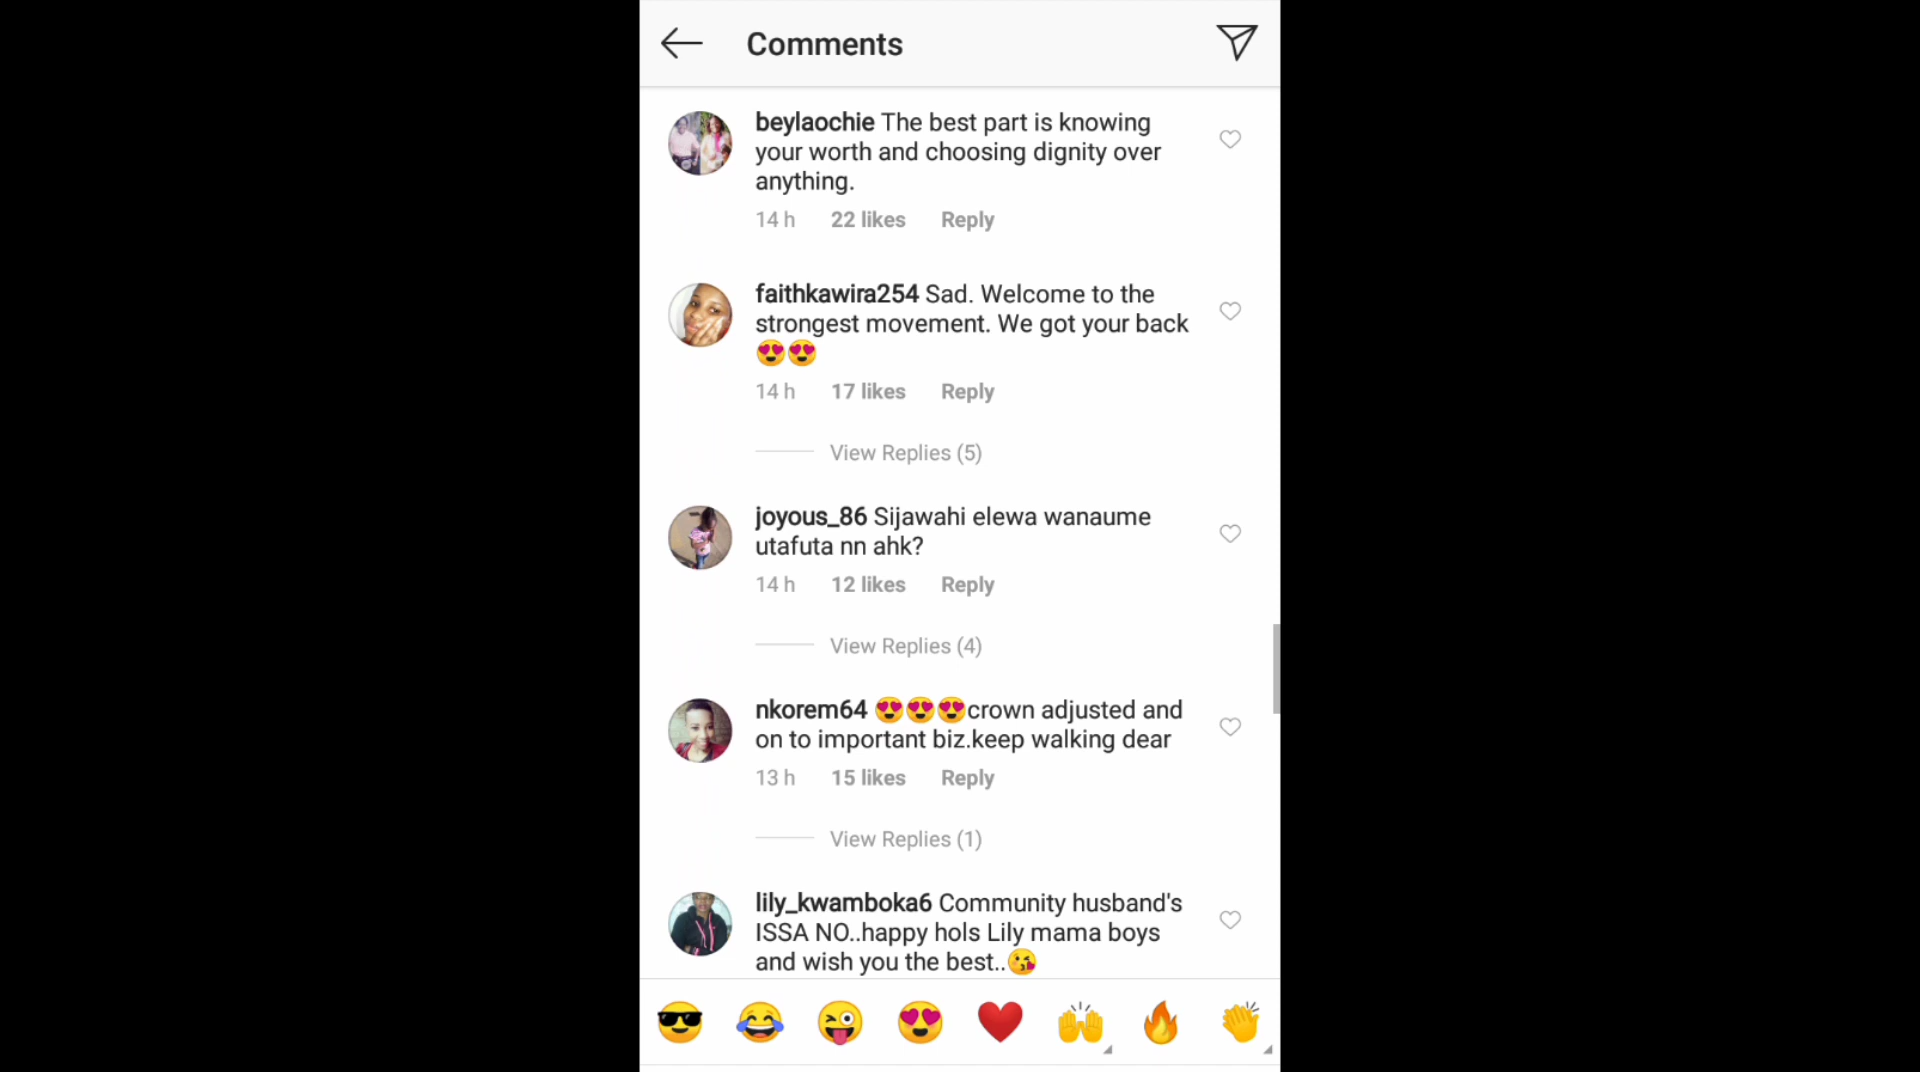 Comments
beylaochie The best part is knowing
your worth and choosing dignity over
anything.
14 h 22 likes Reply
faithkawira254 Sad. Welcome to the
strongest movement. We got your back
😍😍
14 h 17 likes Reply
View Replies (5)
joyous_86 Sijawahi elewa wanaume
utafuta nn ahk?
14 h 12 likes Reply
View Replies (4)
nkorem64 😍😍😍crown adjusted and
on to important biz.keep walking dear
13 h 15 likes Reply
View Replies (1)
lily_kwamboka6 Community husband's
ISSA NO..happy hols Lily mama boys
and wish you the best..😘